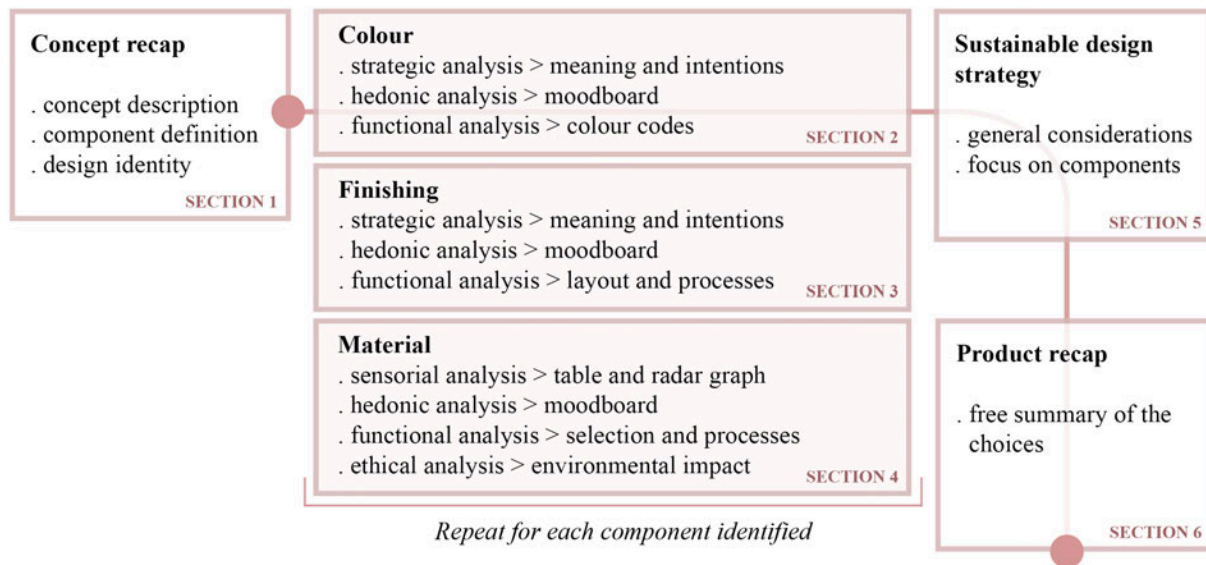 Concept recap
. concept description
. component definition
. design identity
SECTION 1
Colour
. strategic analysis > meaning and intentions
. hedonic analysis > moodboard
. functional analysis > colour codes
SECTION 2
Finishing
. strategic analysis > meaning and intentions
. hedonic analysis > moodboard
. functional analysis > layout and processes
SECTION 3
Material
. sensorial analysis > table and radar graph
. hedonic analysis > moodboard
. functional analysis > selection and processes
. ethical analysis > environmental impact
SECTION 4
Repeat for each component identified
Sustainable design
strategy
. general considerations
. focus on components
SECTION 5
Product recap
. free summary of the
choices
SECTION 6